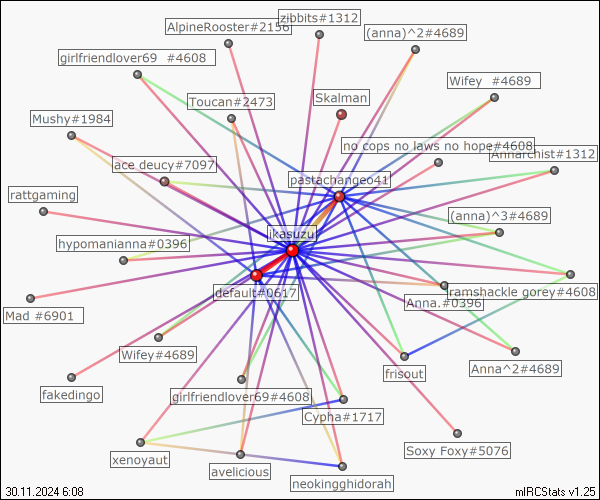 zibbits#1312
AlpineRooster#2156
(anna)^2#4689
girlfriendlover69 #4608
Wifey #4689
Toucan#2473
Skalman
Mushy#1984
no cops no laws no hope#4608
Annarchist#1312
ace.deucy#7097
pastachangeo41
rattgaming
(anna)^3#4689
jkasuzu
hypomanianna#0396
default#0617
ramshackle gorey#4608
Anna.#0396
Mad #6901
Wifey#4689
frisout
Anna^2#4689
fakedingo
girlfriendlover69#4608
Cypha#1717
Soxy Foxy#5076
xenoyaut
avelicious
neokingghidorah
30.11.2024 6:08
mIRCStats v1.25